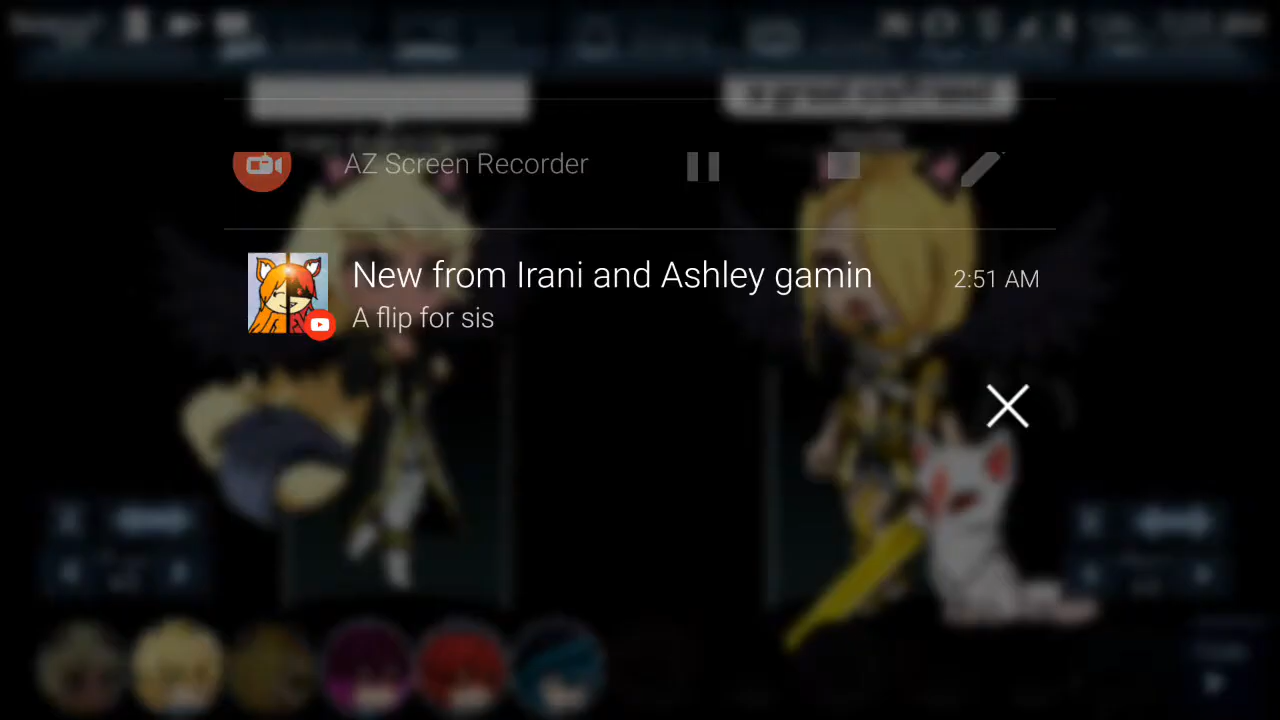 AZ Screen Recorder
New from Irani and Ashley gamin
2:51 AM
A flip for sis